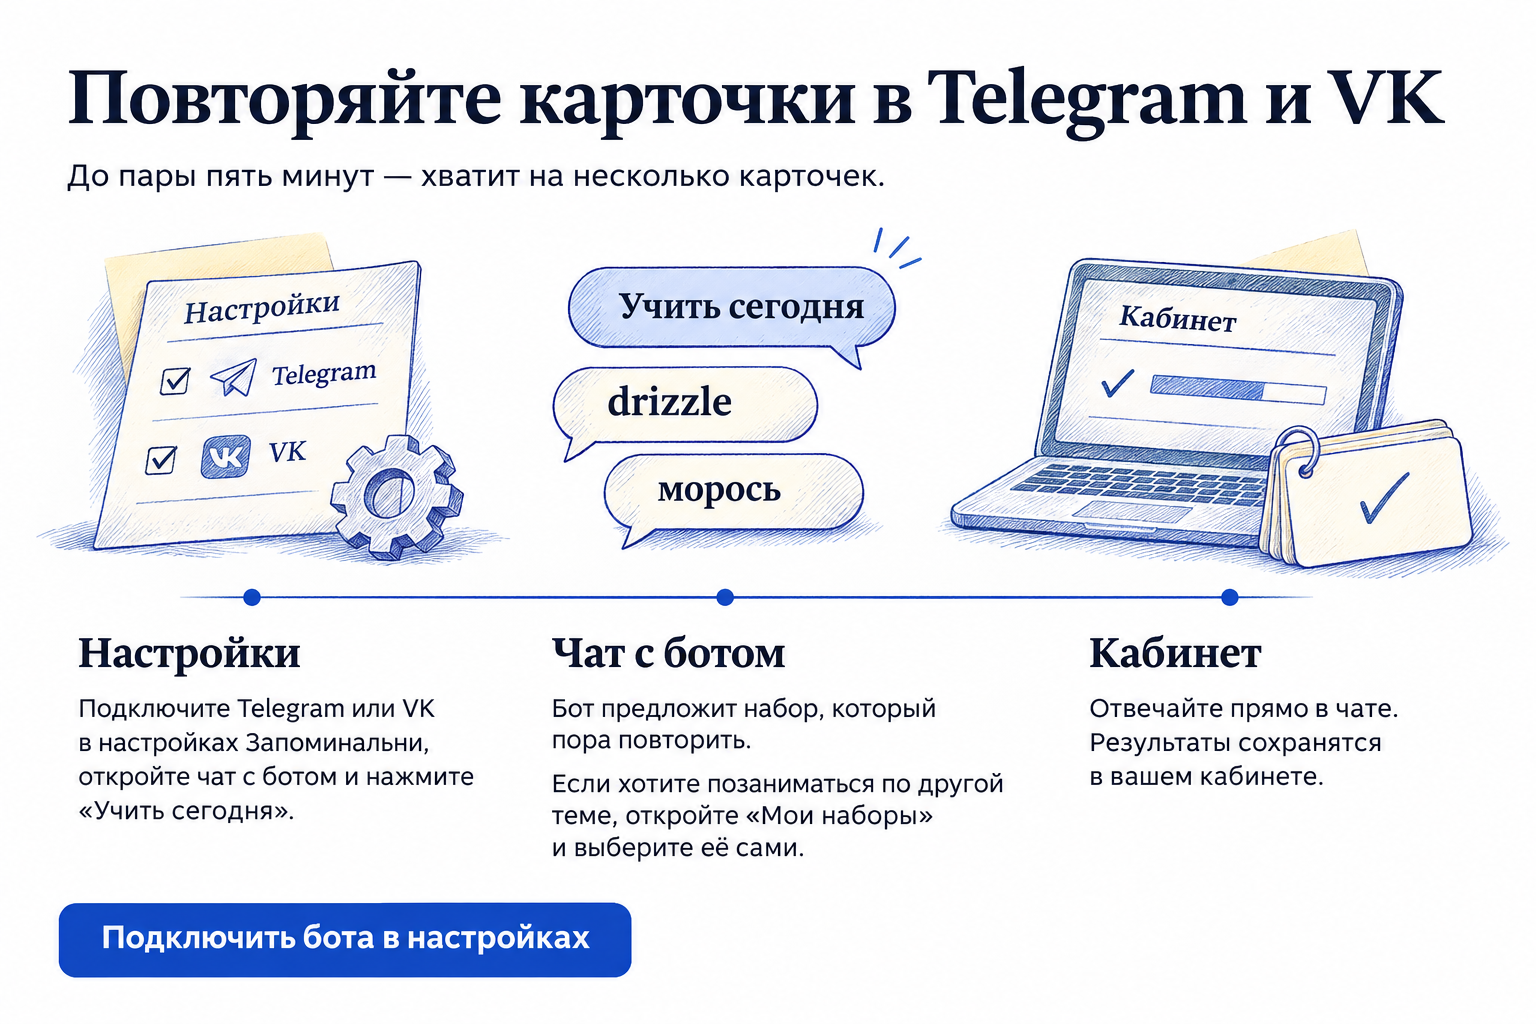 Повторяйте карточки в Telegram и VK
До пары пять минут — хватит на несколько карточек.
Настройки
Telegram
VK
VK
Учить сегодня
drizzle
морось
Кабинет
Настройки
Подключите Telegram или VK
в настройках Запоминальни,
откройте чат с ботом и нажмите
«Учить сегодня».
Чат с ботом
Бот предложит набор, который
пора повторить.
Если хотите позаниматься по другой
теме, откройте «Мои наборы»
и выберите её сами.
Кабинет
Отвечайте прямо в чате.
Результаты сохранятся
в вашем кабинете.
Подключить бота в настройках